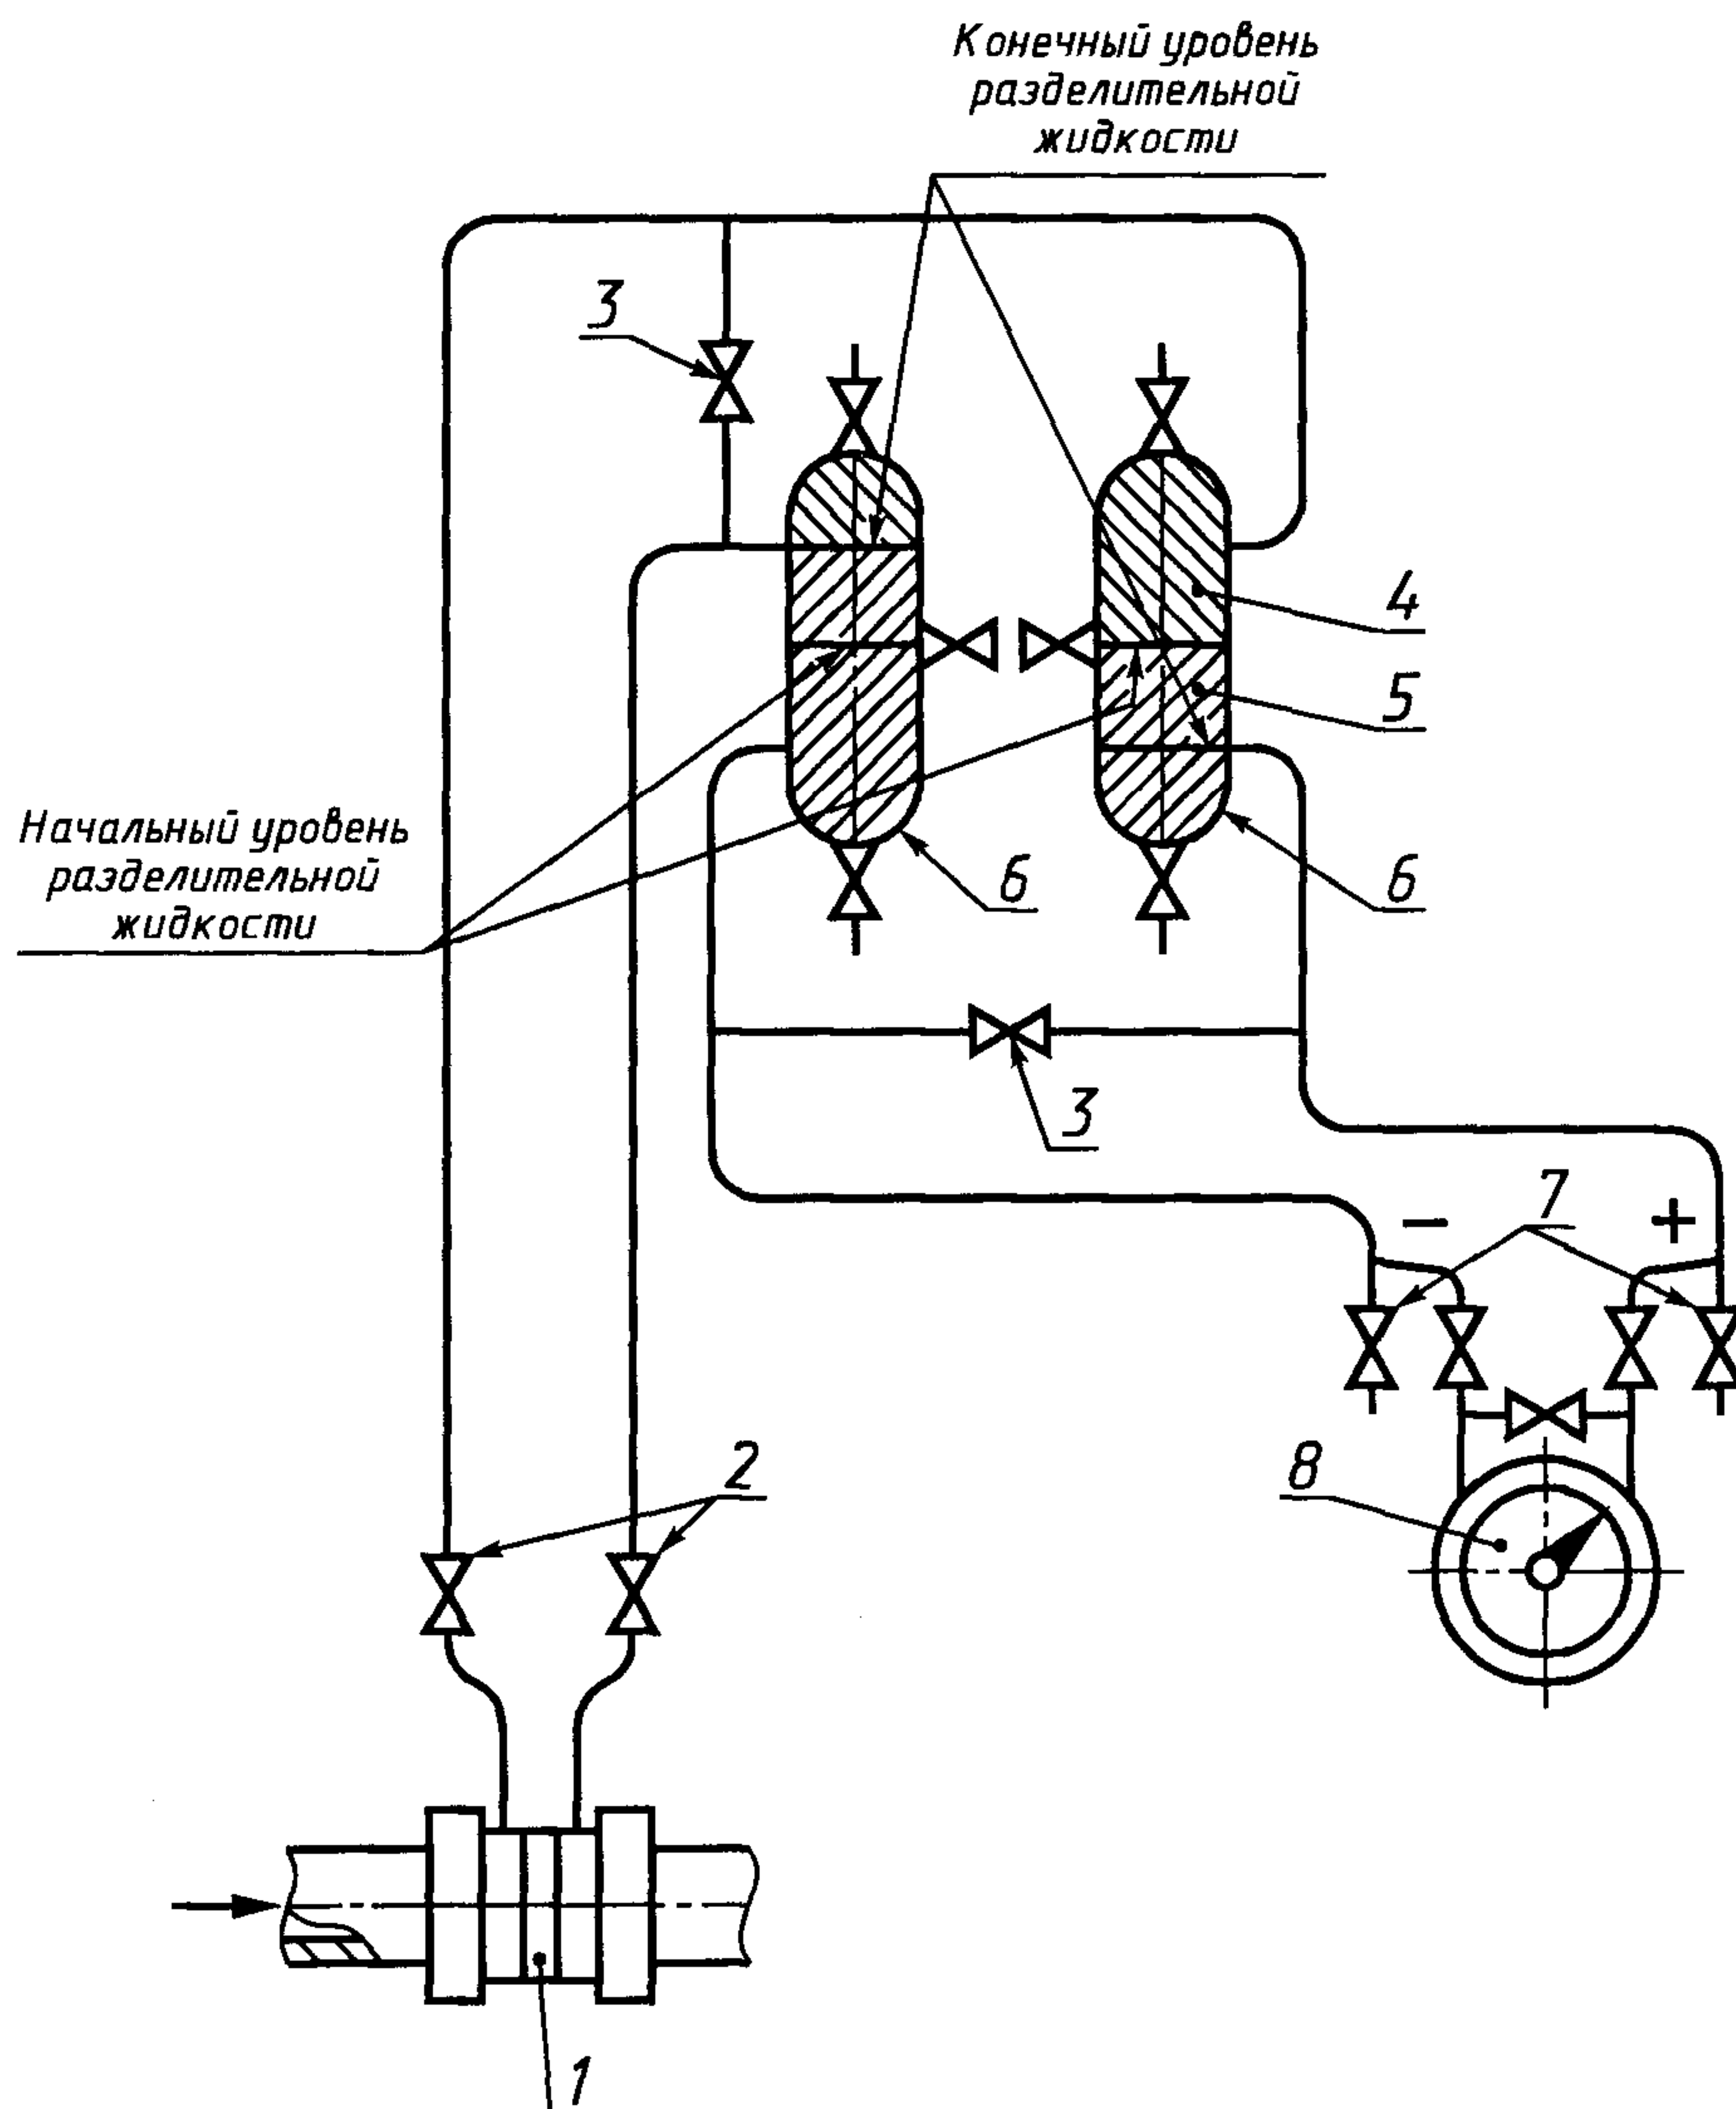 Конечный уровень
разделительной
жидкости
3
4
5
Начальный уровень
разделительной
жидкости
6
6
3
7
− +
2
8
1